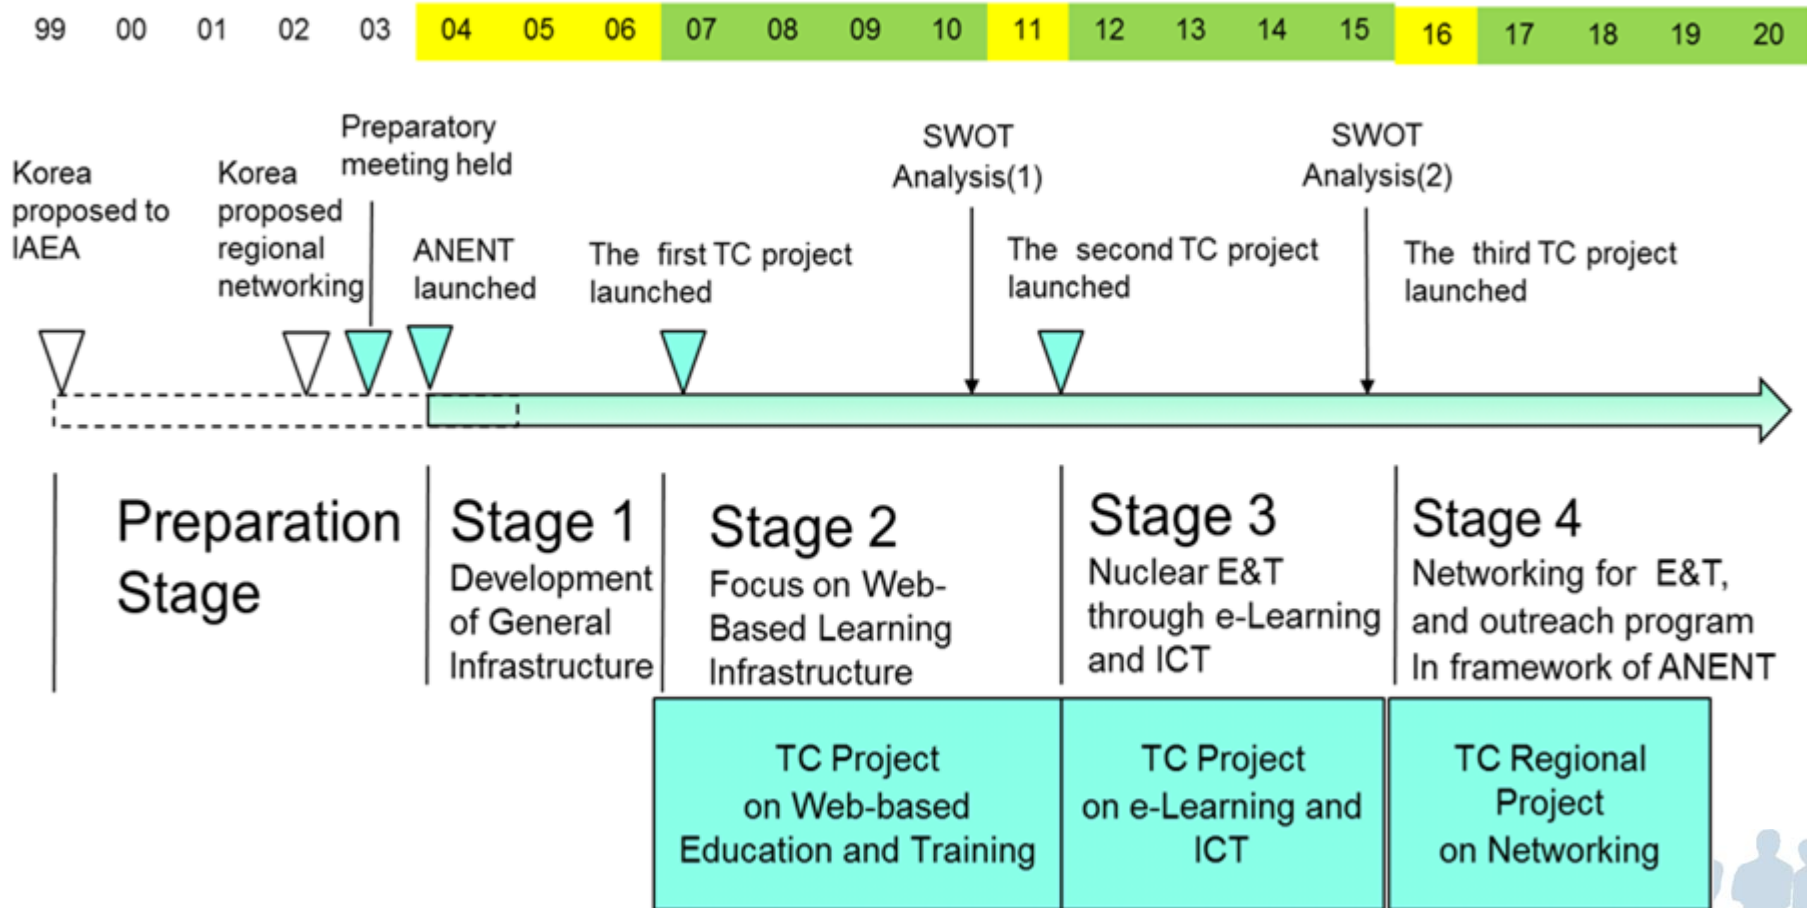 99 00 01 02 03 04 05 06 07 08 09 10 11 12 13 14 15 16 17 18 19 20
Korea
proposed to
IAEA
Korea
proposed
regional
networking
Preparatory
meeting held
ANENT
launched
The first TC project
launched
SWOT
Analysis(1)
The second TC project
launched
SWOT
Analysis(2)
The third TC project
launched
Preparation
Stage
Stage 1
Development
of General
Infrastructure
Stage 2
Focus on Web-
Based Learning
Infrastructure
Stage 3
Nuclear E&T
through e-Learning
and ICT
Stage 4
Networking for E&T,
and outreach program
In framework of ANENT
TC Project
on Web-based
Education and Training
TC Project
on e-Learning and
ICT
TC Regional
Project
on Networking